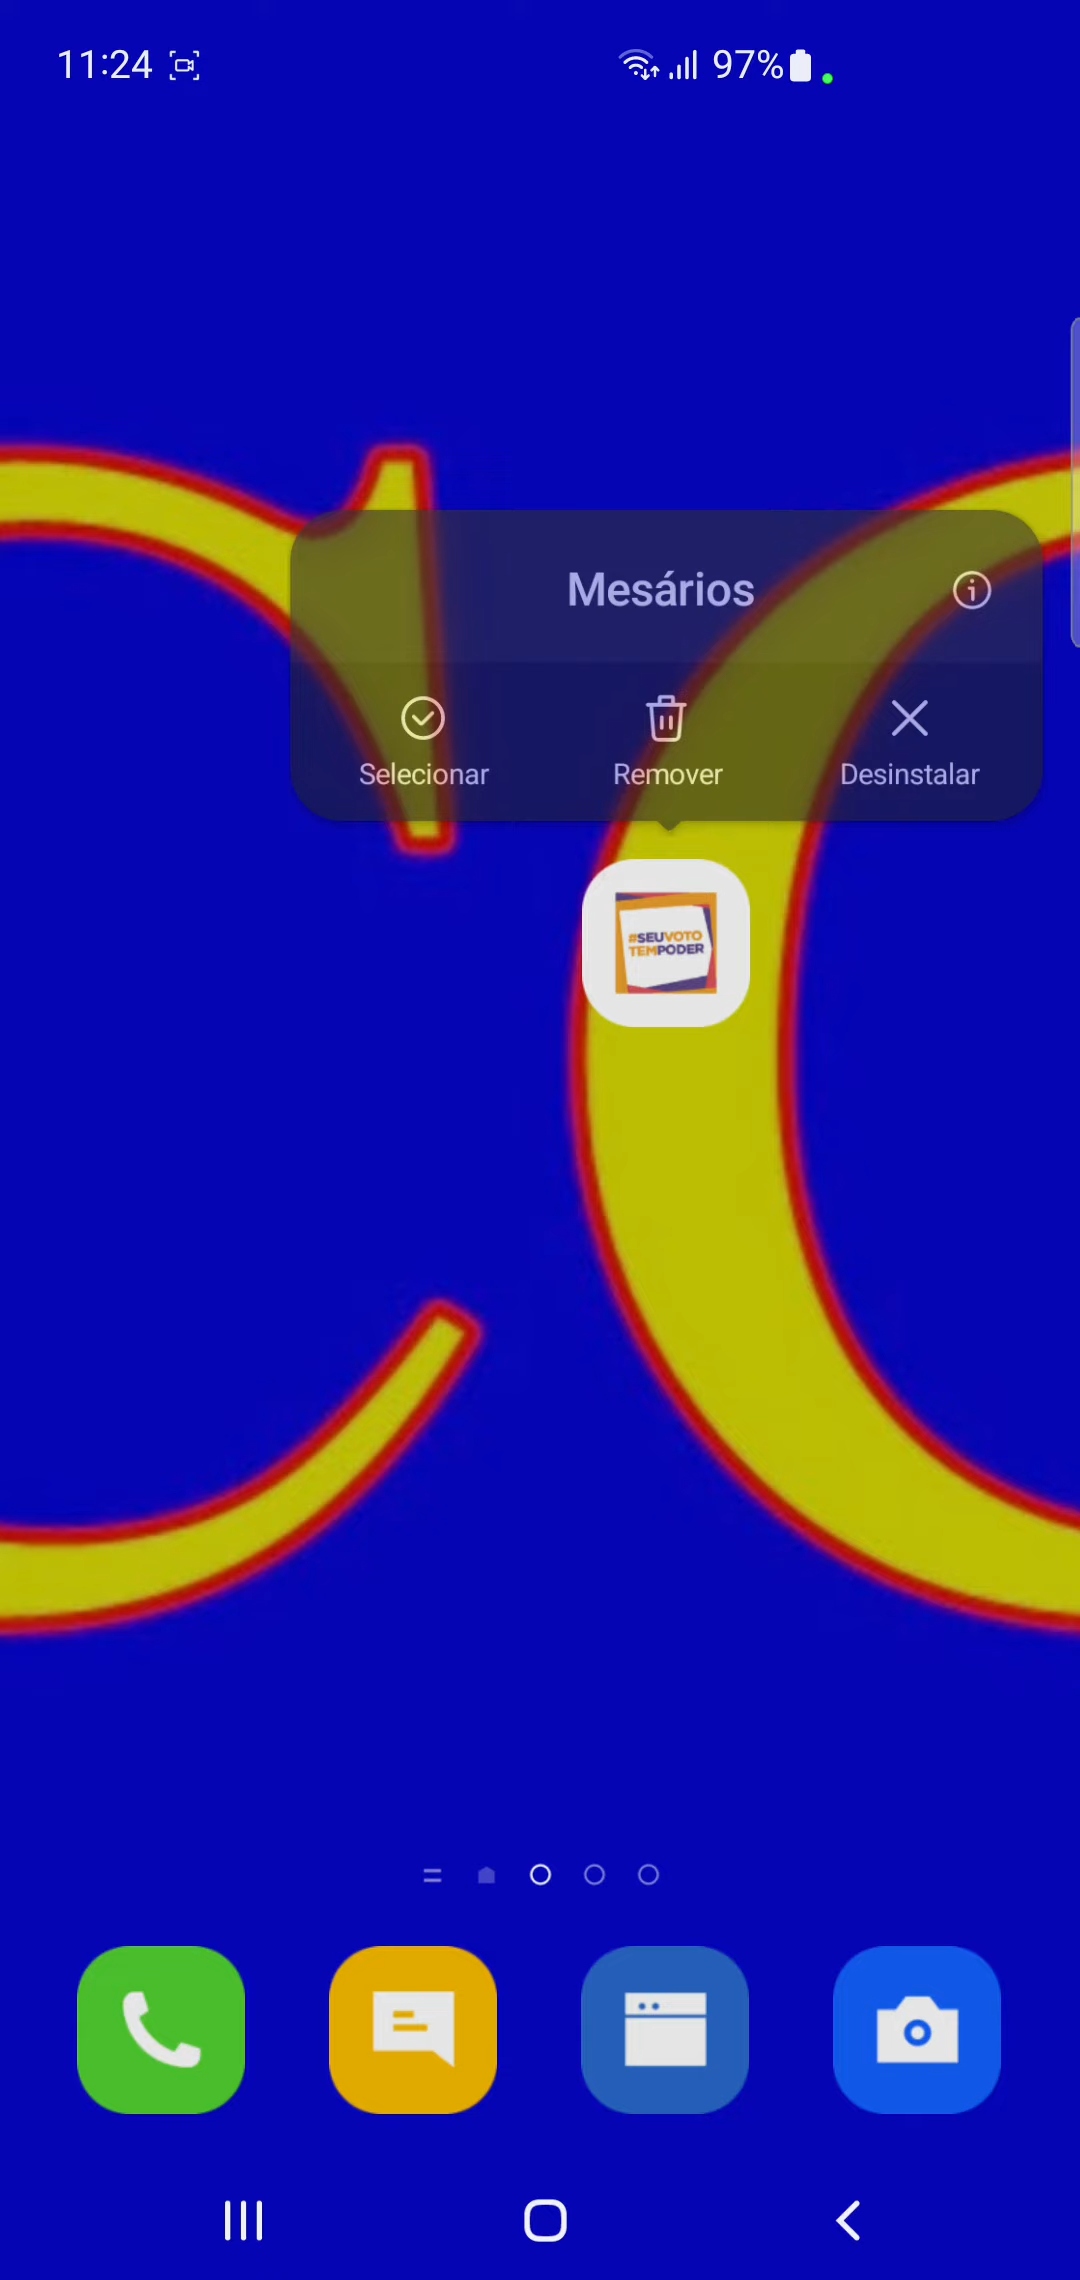 11:24
97%
Mesários
Selecionar
Remover
Desinstalar
#SEUVOTO
TEMPODER